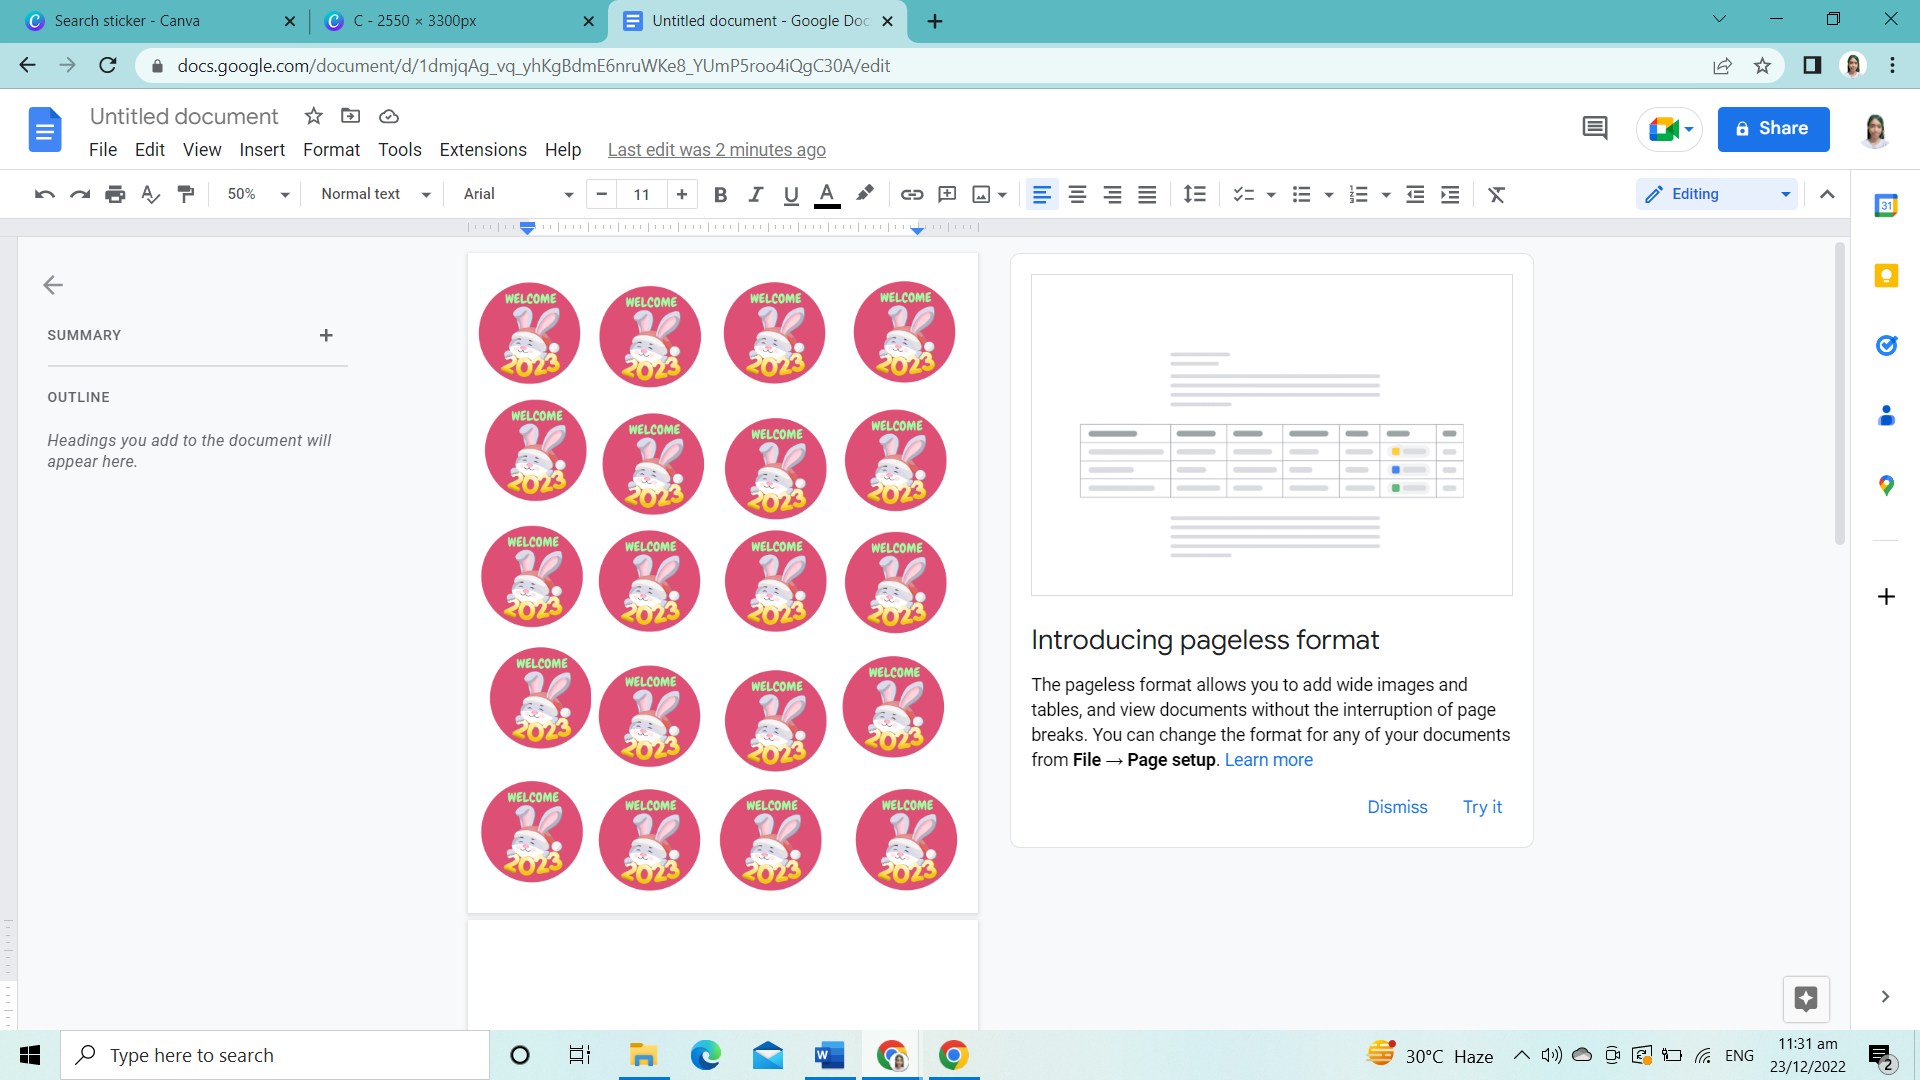 Search sticker - Canva
C - 2550 × 3300px
Untitled document - Google Doc
docs.google.com/document/d/1dmjqAg_vq_yhKgBdmE6nruWKe8_YUmP5roo4iQgC30A/edit
Untitled document
File Edit View Insert Format Tools Extensions Help Last edit was 2 minutes ago
Share
50% Normal text Arial 11 Editing
SUMMARY
OUTLINE
Headings you add to the document will
appear here.
WELCOME WELCOME WELCOME WELCOME
2023 2023 2023 2023
WELCOME WELCOME WELCOME WELCOME
2023 2023 2023 2023
WELCOME WELCOME WELCOME WELCOME
2023 2023 2023 2023
WELCOME WELCOME WELCOME WELCOME
2023 2023 2023 2023
WELCOME WELCOME WELCOME WELCOME
2023 2023 2023 2023
Introducing pageless format
The pageless format allows you to add wide images and
tables, and view documents without the interruption of page
breaks. You can change the format for any of your documents
from File → Page setup. Learn more
Dismiss Try it
31
Type here to search
30°C Haze
ENG
11:31 am
23/12/2022
2